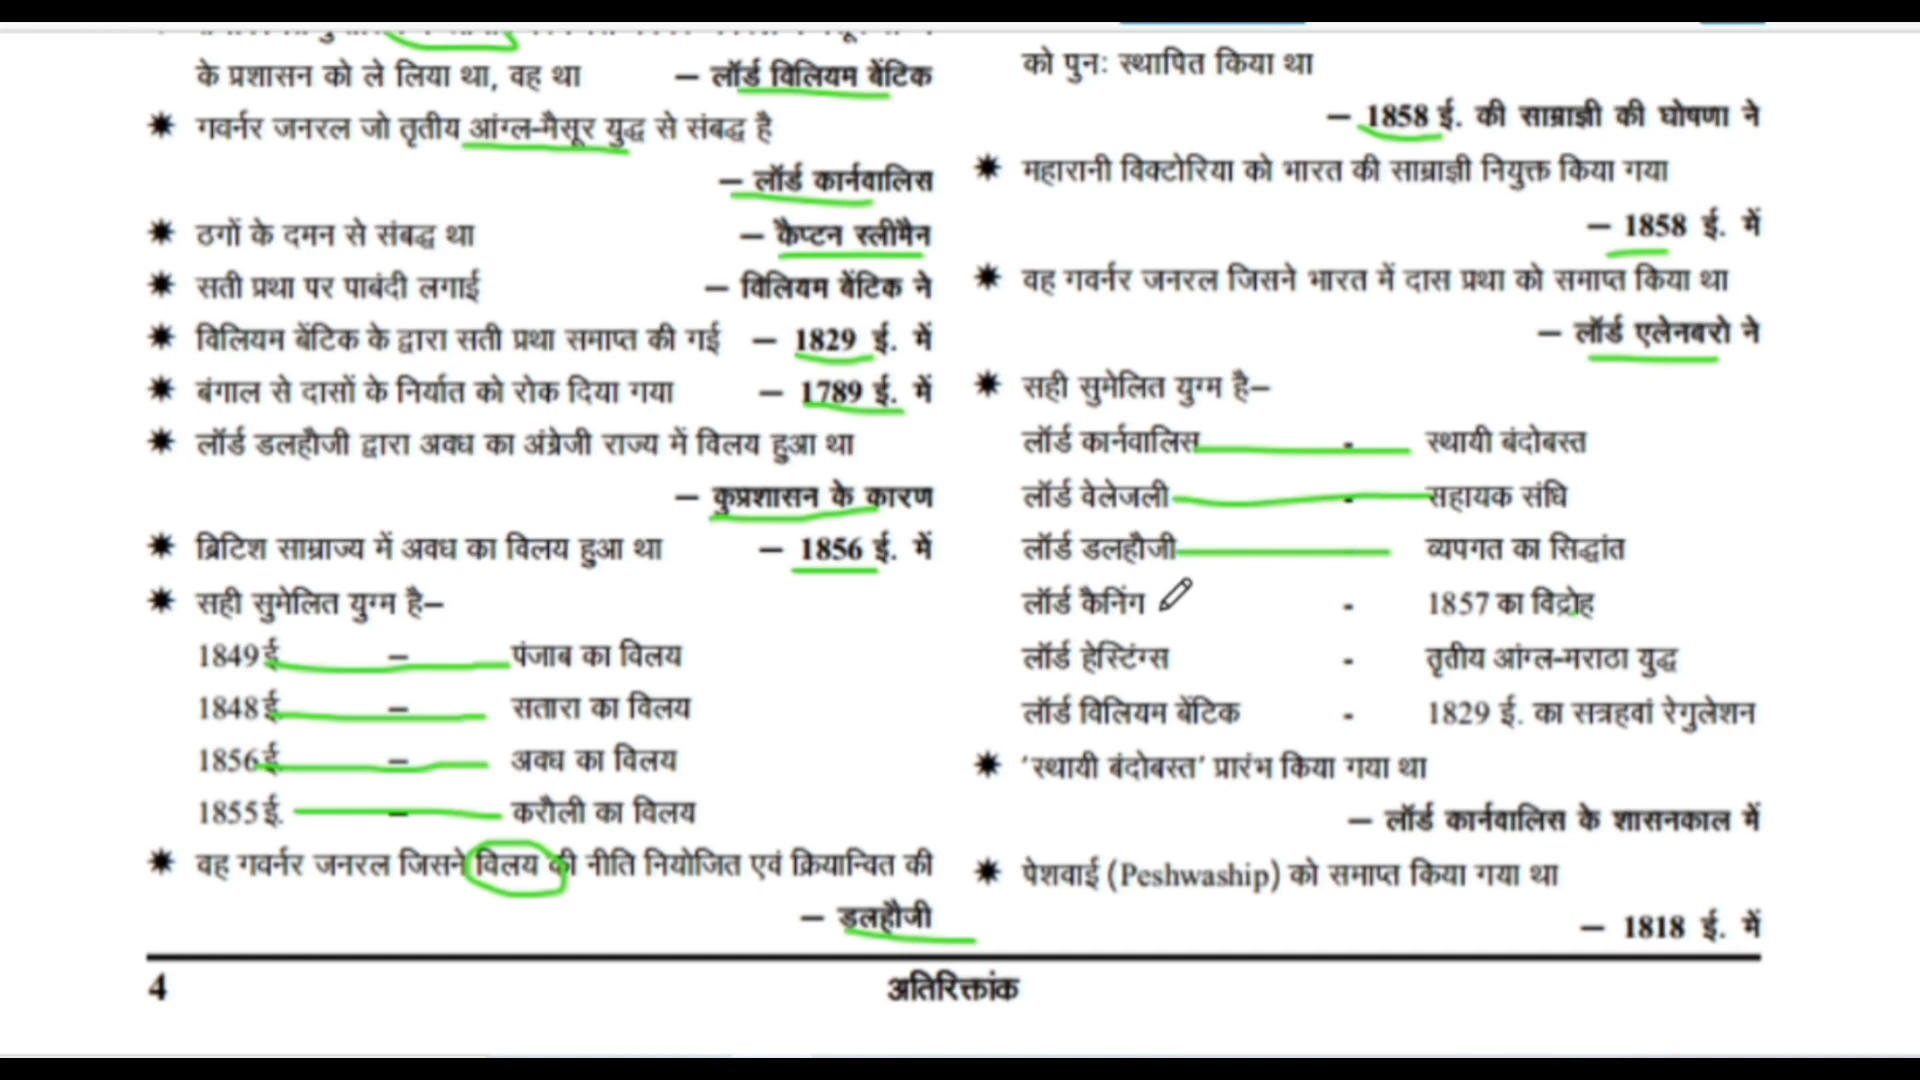 के प्रशासन को ले लिया था, वह था – लॉर्ड विलियम बेंटिक
✷ गवर्नर जनरल जो तृतीय आंग्ल-मैसूर युद्ध से संबद्ध है
– लॉर्ड कार्नवालिस
✷ ठगों के दमन से संबद्ध था – कैप्टन स्लीमैन
✷ सती प्रथा पर पाबंदी लगाई – विलियम बेंटिक ने
✷ विलियम बेंटिक के द्वारा सती प्रथा समाप्त की गई – 1829 ई. में
✷ बंगाल से दासों के निर्यात को रोक दिया गया – 1789 ई. में
✷ लॉर्ड डलहौजी द्वारा अवध का अंग्रेजी राज्य में विलय हुआ था
– कुप्रशासन के कारण
✷ ब्रिटिश साम्राज्य में अवध का विलय हुआ था – 1856 ई. में
✷ सही सुमेलित युग्म है–
1849 ई. – पंजाब का विलय
1848 ई. – सतारा का विलय
1856 ई. – अवध का विलय
1855 ई. – करौली का विलय
✷ वह गवर्नर जनरल जिसने विलय की नीति नियोजित एवं क्रियान्वित की
– डलहौजी
को पुनः स्थापित किया था
– 1858 ई. की साम्राज्ञी की घोषणा ने
✷ महारानी विक्टोरिया को भारत की साम्राज्ञी नियुक्त किया गया
– 1858 ई. में
✷ वह गवर्नर जनरल जिसने भारत में दास प्रथा को समाप्त किया था
– लॉर्ड एलेनबरो ने
✷ सही सुमेलित युग्म है–
लॉर्ड कार्नवालिस - स्थायी बंदोबस्त
लॉर्ड वेलेजली - सहायक संधि
लॉर्ड डलहौजी - व्यपगत का सिद्धांत
लॉर्ड कैनिंग - 1857 का विद्रोह
लॉर्ड हेस्टिंग्स - तृतीय आंग्ल-मराठा युद्ध
लॉर्ड विलियम बेंटिक - 1829 ई. का सत्रहवां रेगुलेशन
✷ 'स्थायी बंदोबस्त' प्रारंभ किया गया था
– लॉर्ड कार्नवालिस के शासनकाल में
✷ पेशवाई (Peshwaship) को समाप्त किया गया था
– 1818 ई. में
4 अतिरिक्तांक